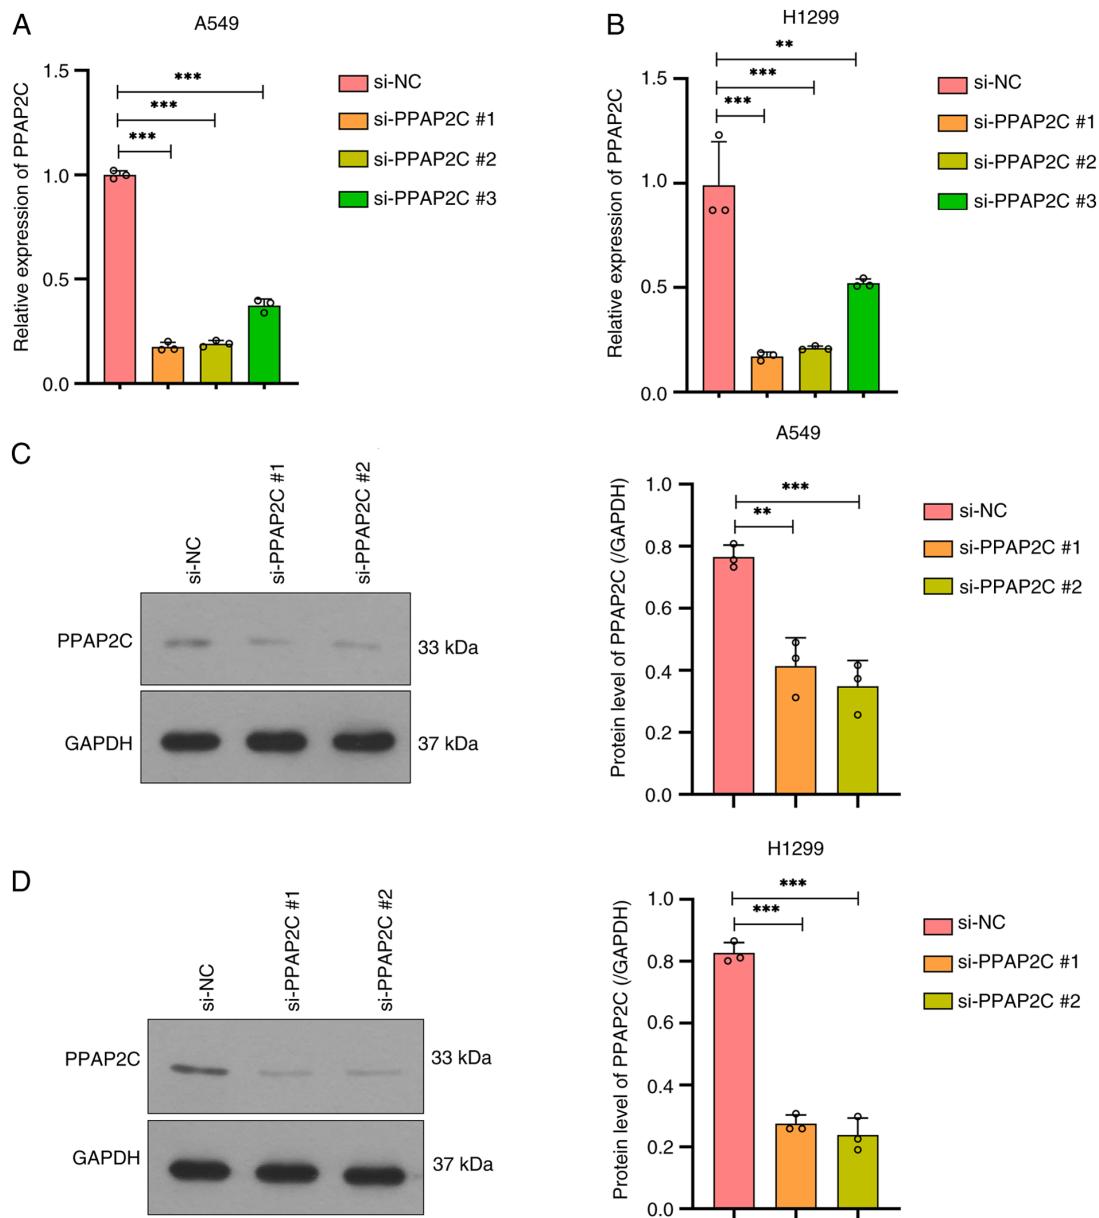 A
A549
Relative expression of PPAP2C
1.5
1.0
0.5
0.0
***
***
***
si-NC
si-PPAP2C #1
si-PPAP2C #2
si-PPAP2C #3
B
H1299
Relative expression of PPAP2C
1.5
1.0
0.5
0.0
**
***
***
si-NC
si-PPAP2C #1
si-PPAP2C #2
si-PPAP2C #3
C
si-NC
si-PPAP2C #1
si-PPAP2C #2
PPAP2C
33 kDa
GAPDH
37 kDa
A549
Protein level of PPAP2C (/GAPDH)
1.0
0.8
0.6
0.4
0.2
0.0
***
**
si-NC
si-PPAP2C #1
si-PPAP2C #2
D
si-NC
si-PPAP2C #1
si-PPAP2C #2
PPAP2C
33 kDa
GAPDH
37 kDa
H1299
Protein level of PPAP2C (/GAPDH)
1.0
0.8
0.6
0.4
0.2
0.0
***
***
si-NC
si-PPAP2C #1
si-PPAP2C #2